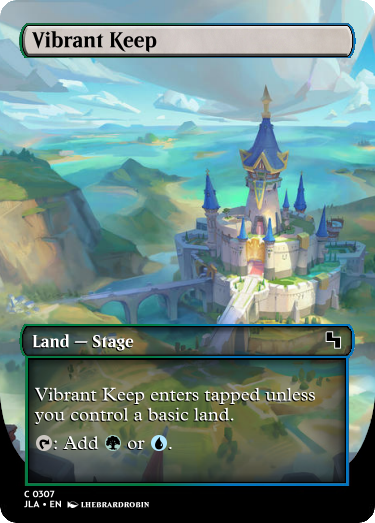 Vibrant Keep
Land — Stage
Vibrant Keep enters tapped unless
you control a basic land.
: Add or .
C 0307
JLA • EN LHEBRARDROBIN